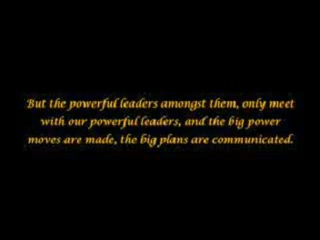 But the powerful leaders amongst them, only meet
with our powerful leaders, and the big power
moves are made, the big plans are communicated.